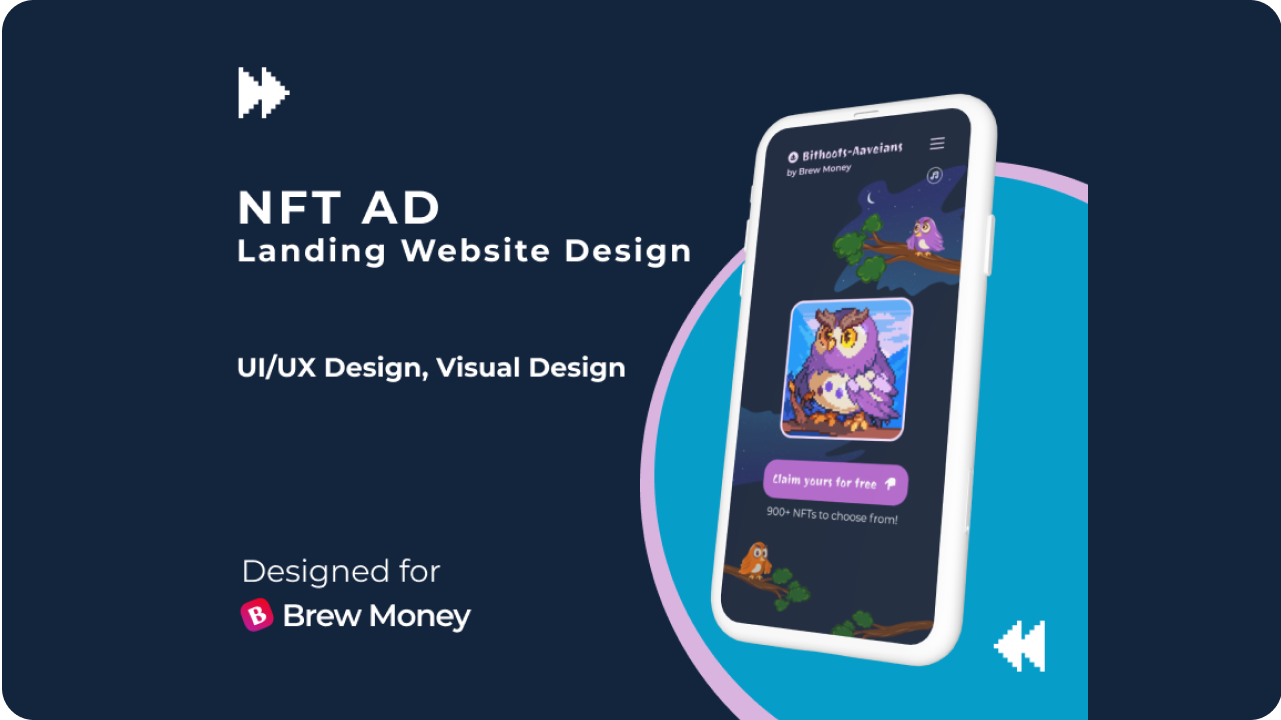 NFT AD
Landing Website Design
UI/UX Design, Visual Design
Designed for
B Brew Money
Bithoots-Aaveians
by Brew Money
Claim yours for free
900+ NFTs to choose from!